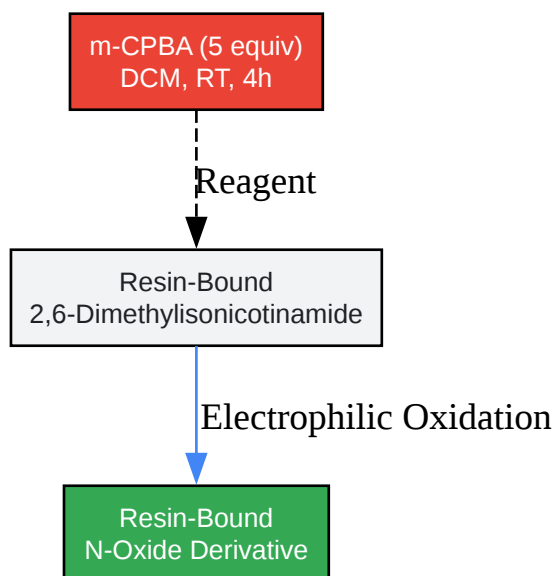 m-CPBA (5 equiv)
DCM, RT, 4h
Reagent
Resin-Bound
2,6-Dimethylisonicotinamide
Electrophilic Oxidation
Resin-Bound
N-Oxide Derivative